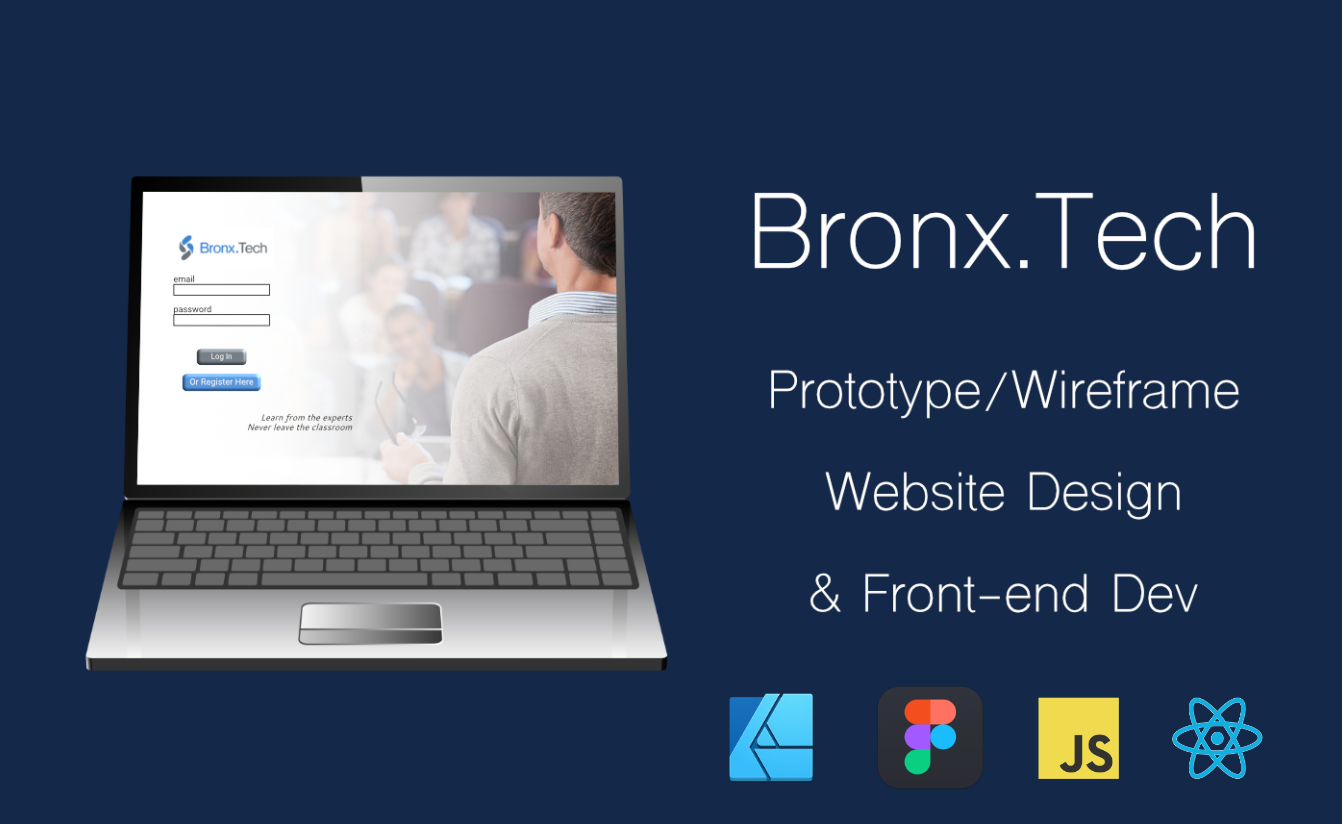 Bronx.Tech
email
password
Log In
Or Register Here
Learn from the experts
Never leave the classroom
Bronx.Tech
Prototype/Wireframe
Website Design
& Front-end Dev
JS